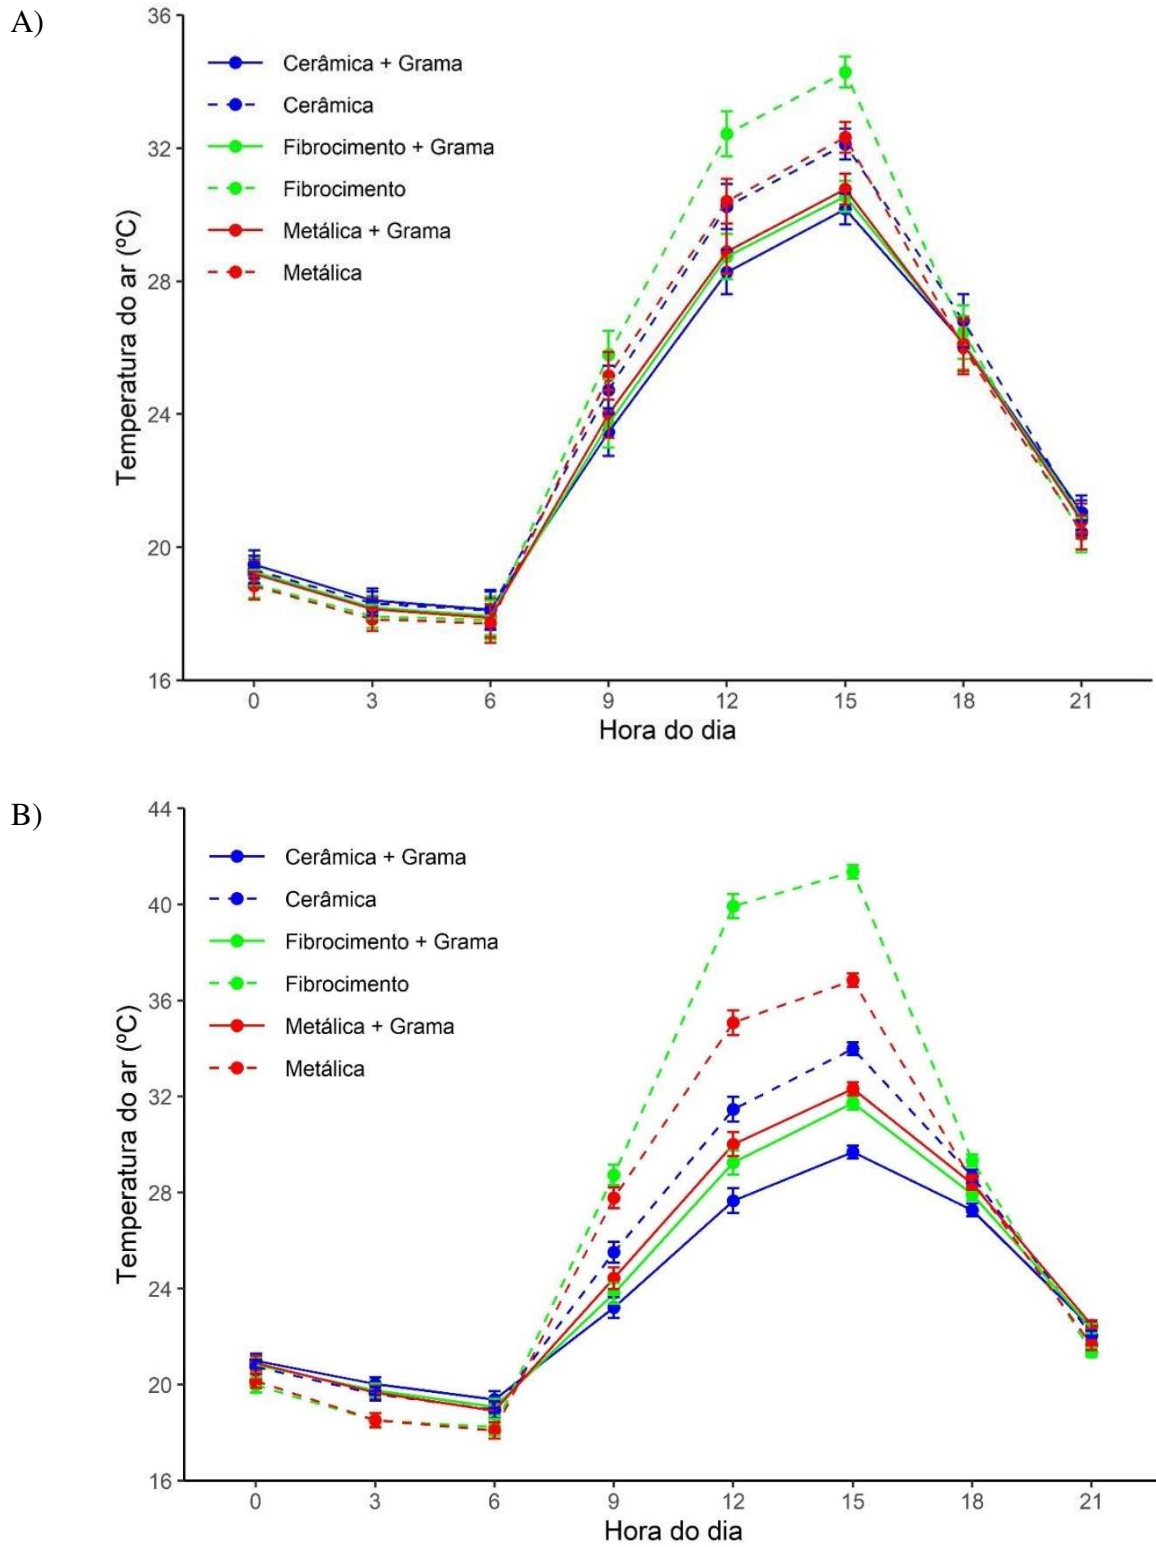 A)
36
32
28
24
20
16
Temperatura do ar (ºC)
Cerâmica + Grama
Cerâmica
Fibrocimento + Grama
Fibrocimento
Metálica + Grama
Metálica
0 3 6 9 12 15 18 21
Hora do dia
B)
44
40
36
32
28
24
20
16
Temperatura do ar (ºC)
Cerâmica + Grama
Cerâmica
Fibrocimento + Grama
Fibrocimento
Metálica + Grama
Metálica
0 3 6 9 12 15 18 21
Hora do dia